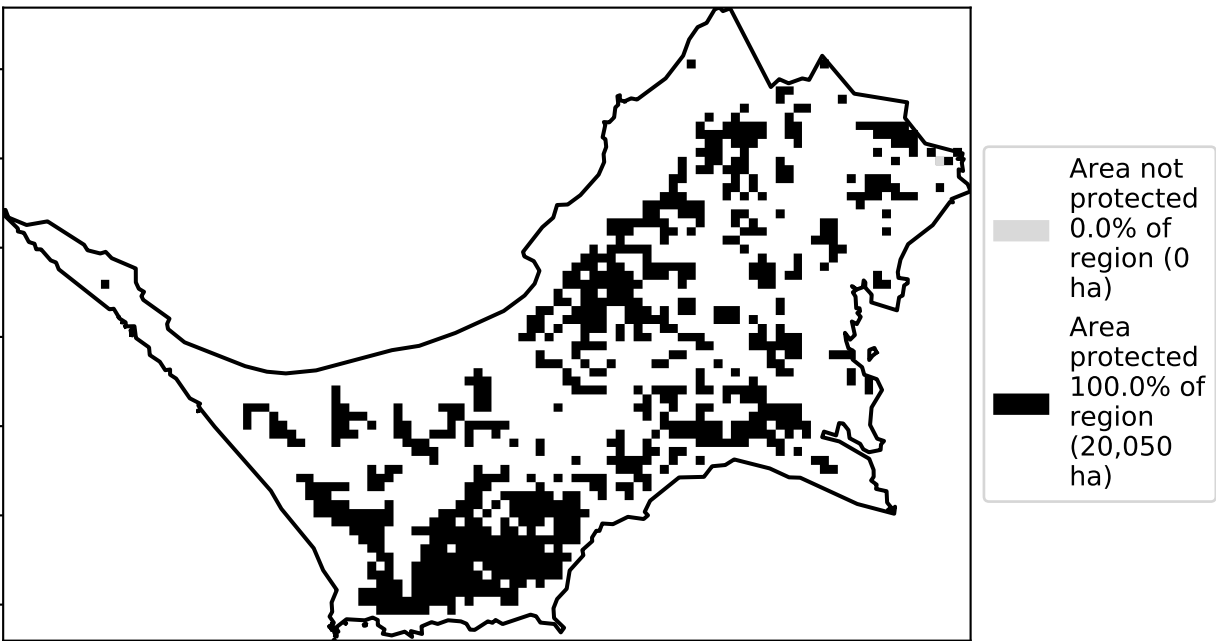 Area not
protected
0.0% of
region (0
ha)
Area
protected
100.0% of
region
(20,050
ha)